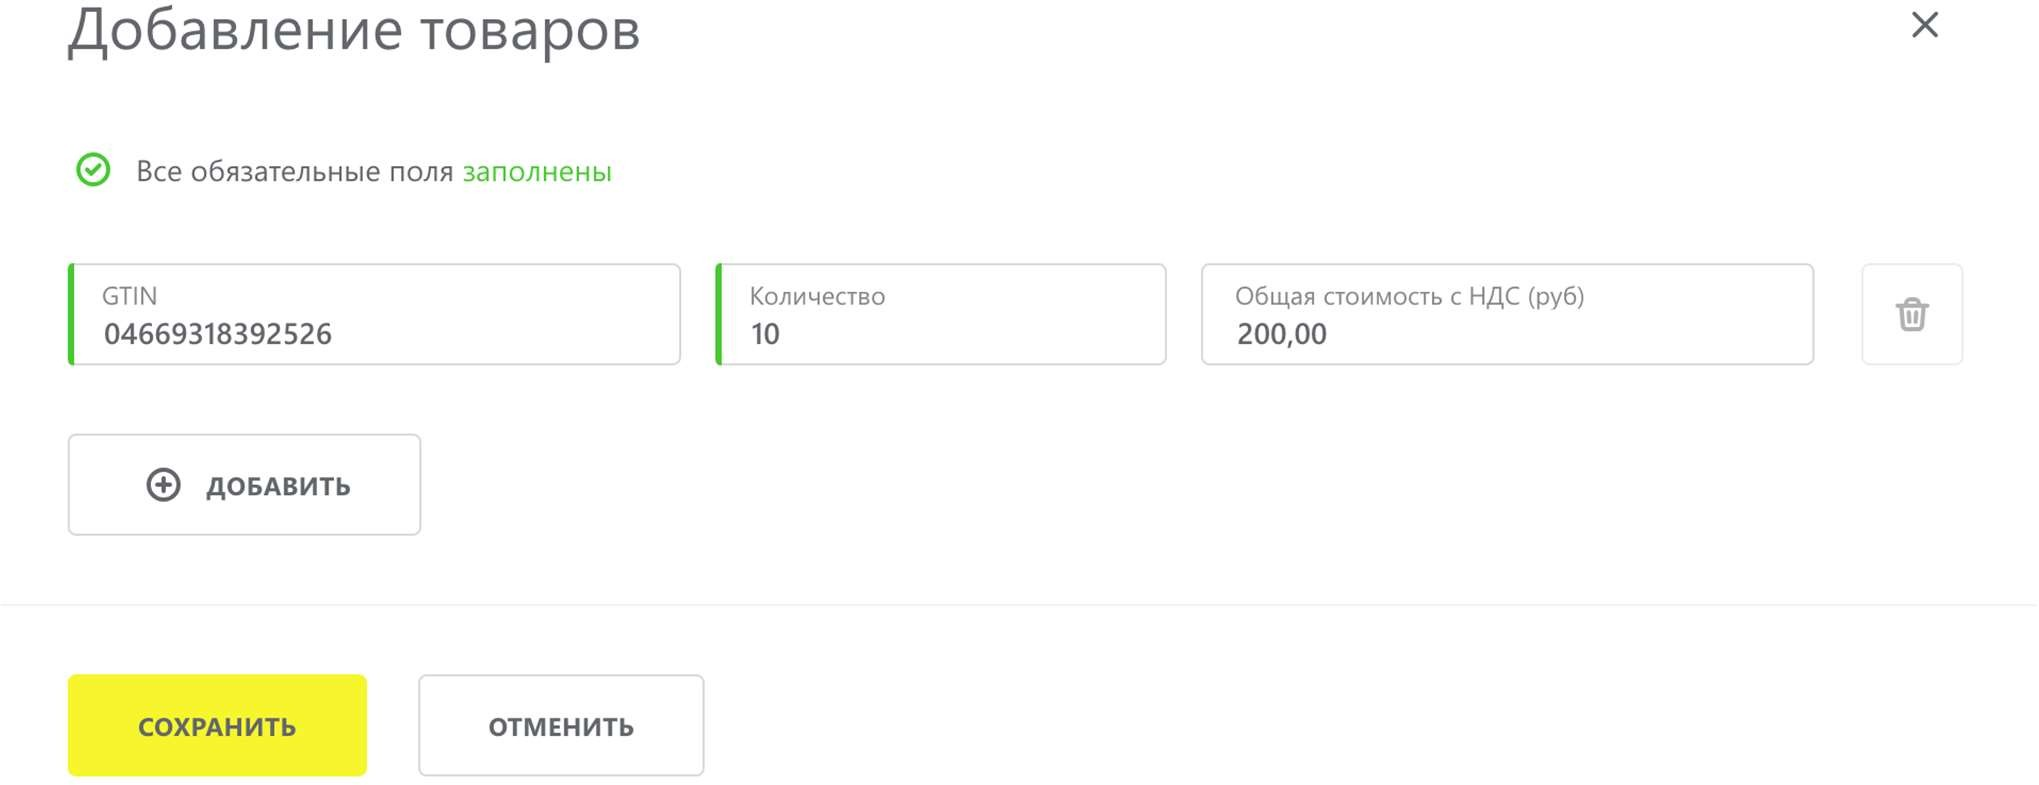 Добавление товаров
Все обязательные поля заполнены
GTIN
04669318392526
Количество
10
Общая стоимость с НДС (руб)
200,00
ДОБАВИТЬ
СОХРАНИТЬ
ОТМЕНИТЬ